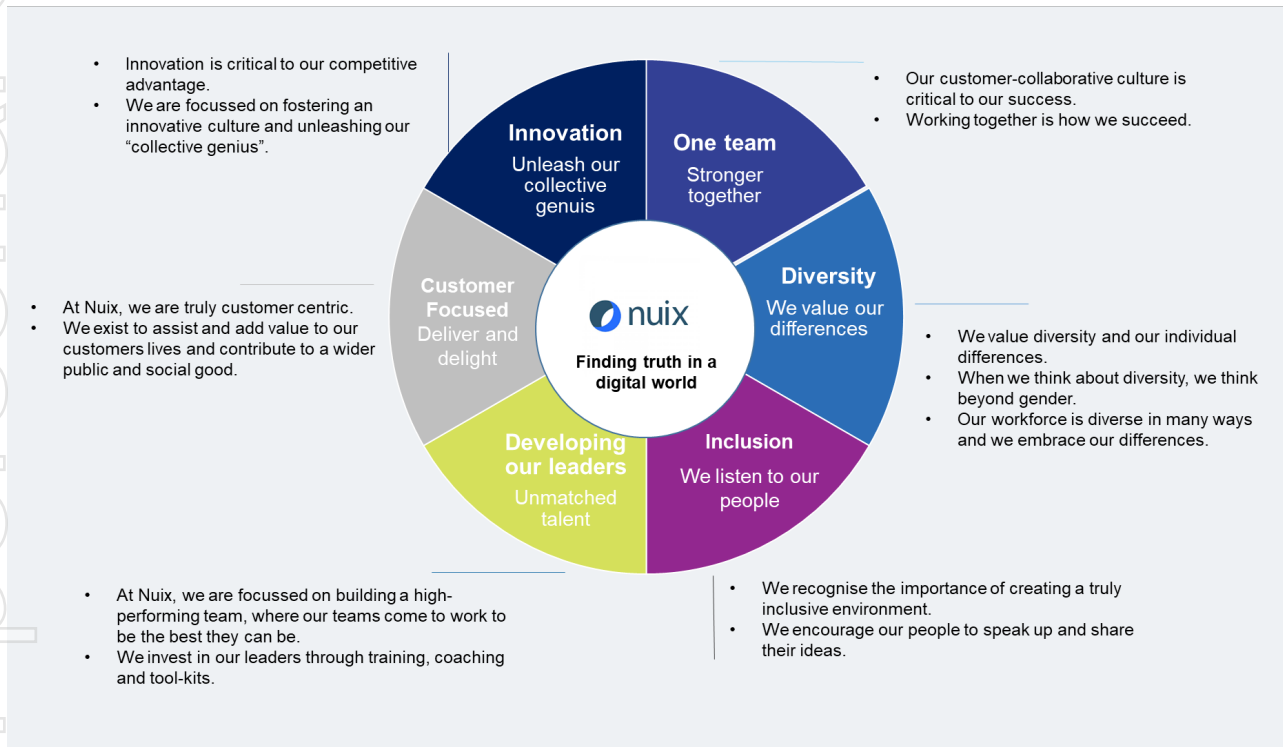 • Innovation is critical to our competitive
advantage.
• We are focussed on fostering an
innovative culture and unleashing our
“collective genius”.
• Our customer-collaborative culture is
critical to our success.
• Working together is how we succeed.
Innovation
Unleash our
collective
genuis
One team
Stronger
together
Customer
Focused
Deliver and
delight
Diversity
We value our
differences
nuix
Finding truth in a
digital world
• At Nuix, we are truly customer centric.
• We exist to assist and add value to our
customers lives and contribute to a wider
public and social good.
• We value diversity and our individual
differences.
• When we think about diversity, we think
beyond gender.
• Our workforce is diverse in many ways
and we embrace our differences.
Developing
our leaders
Unmatched
talent
Inclusion
We listen to our
people
• At Nuix, we are focussed on building a high-
performing team, where our teams come to work to
be the best they can be.
• We invest in our leaders through training, coaching
and tool-kits.
• We recognise the importance of creating a truly
inclusive environment.
• We encourage our people to speak up and share
their ideas.